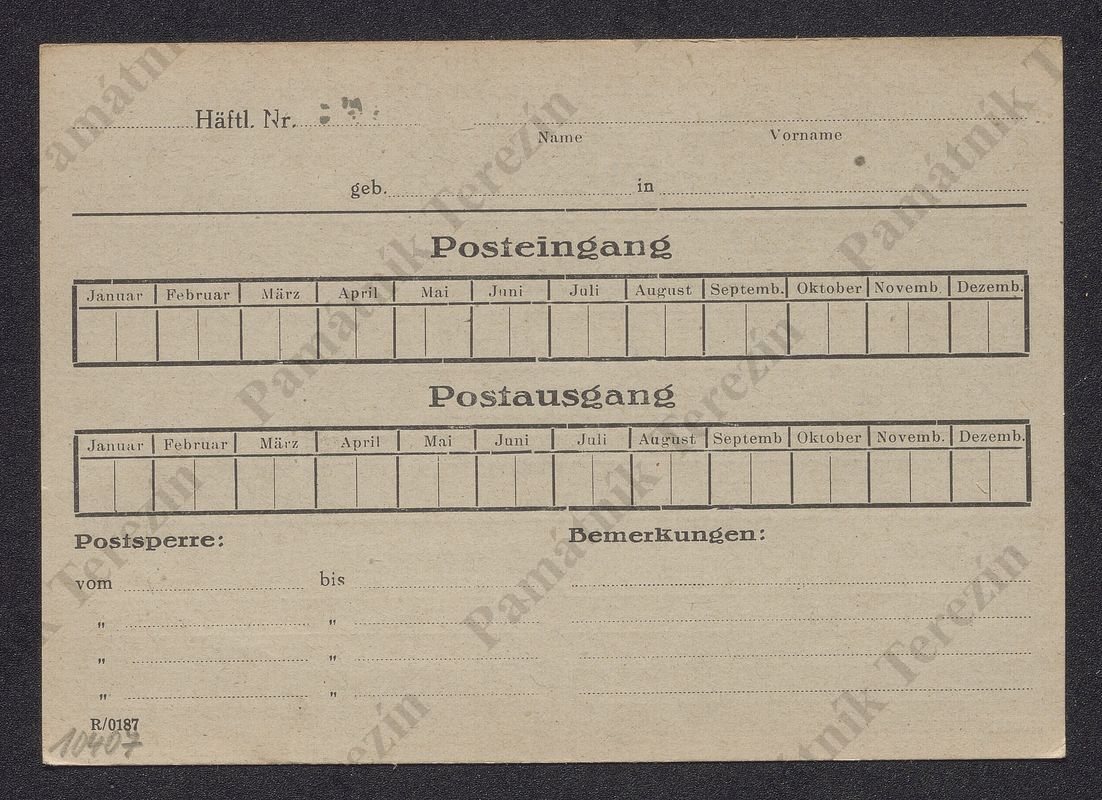 Häftl. Nr.
Name Vorname
geb. in
Posteingang
Januar Februar März April Mai Juni Juli August Septemb. Oktober Novemb. Dezemb.
Postausgang
Januar Februar März April Mai Juni Juli August Septemb Oktober Novemb. Dezemb.
Postsperre: Bemerkungen:
vom bis
„ „
„ „
„ „
R/0187
10407
Památník Terezín